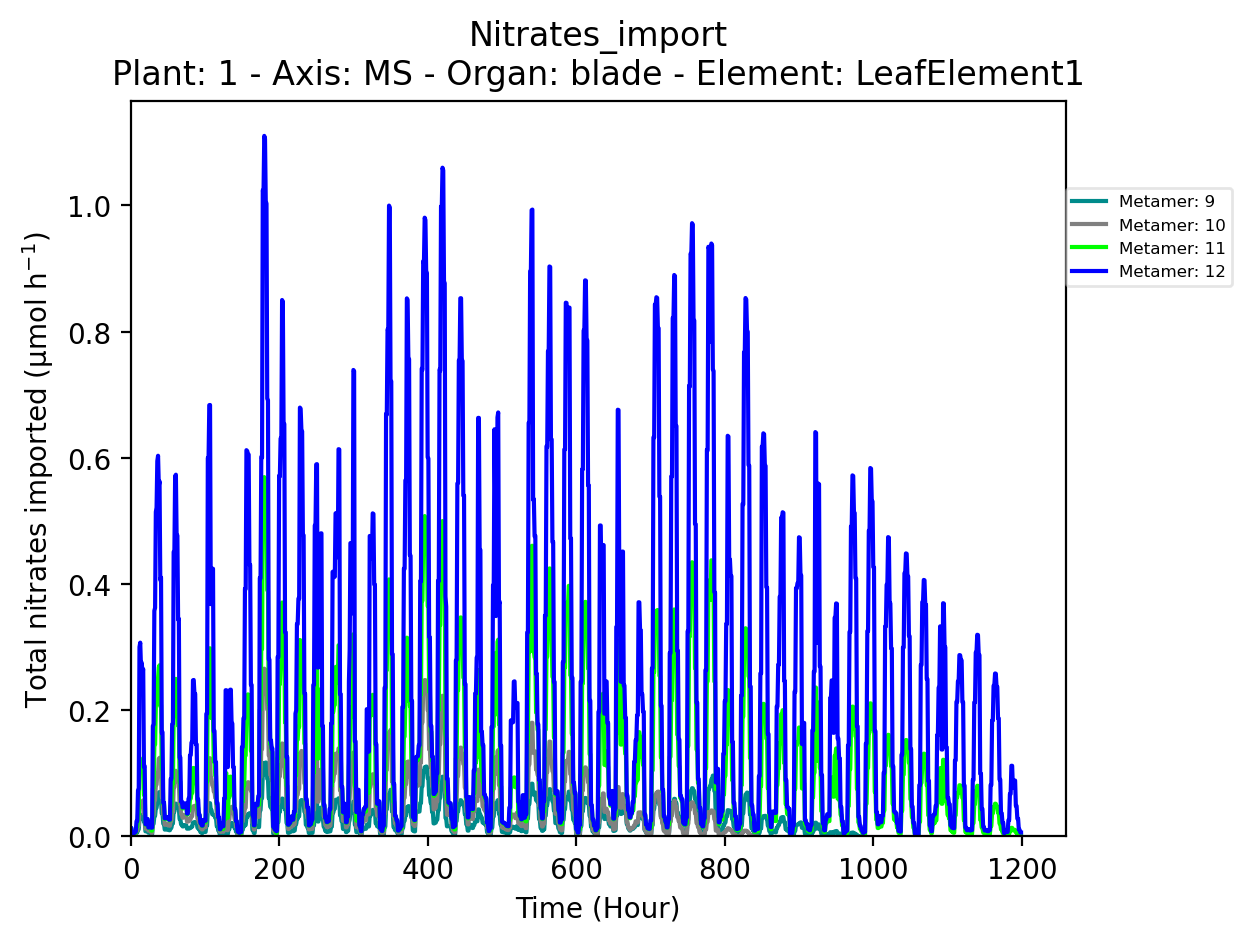 Nitrates_import
Plant: 1 - Axis: MS - Organ: blade - Element: LeafElement1
Total nitrates imported (µmol h⁻¹)
1.0
0.8
0.6
0.4
0.2
0.0
0 200 400 600 800 1000 1200
Time (Hour)
Metamer: 9
Metamer: 10
Metamer: 11
Metamer: 12